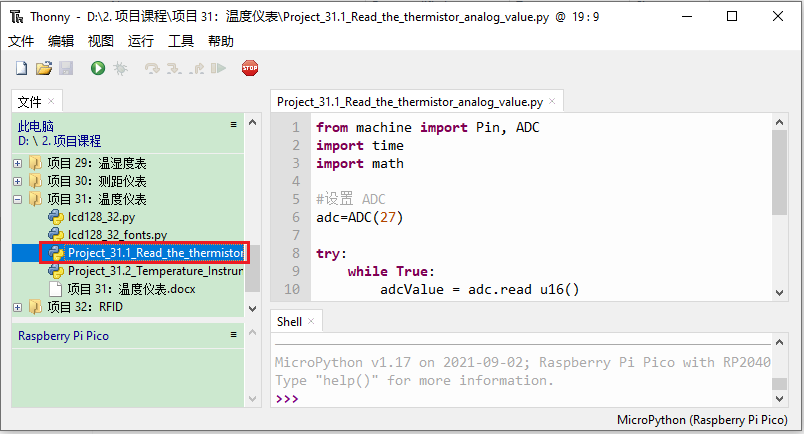 Thonny - D:\2. 项目课程\项目 31：温度仪表\Project_31.1_Read_the_thermistor_analog_value.py @ 19 : 9
文件 编辑 视图 运行 工具 帮助
STOP
文件
此电脑
D: \ 2. 项目课程
项目 29：温湿度表
项目 30：测距仪表
项目 31：温度仪表
lcd128_32.py
lcd128_32_fonts.py
Project_31.1_Read_the_thermistor
Project_31.2_Temperature_Instrum
项目 31：温度仪表.docx
项目 32：RFID
Raspberry Pi Pico
Project_31.1_Read_the_thermistor_analog_value.py
1 from machine import Pin, ADC
2 import time
3 import math
4
5 #设置 ADC
6 adc=ADC(27)
7
8 try:
9 while True:
10 adcValue = adc.read_u16()
Shell
MicroPython v1.17 on 2021-09-02; Raspberry Pi Pico with RP2040
Type "help()" for more information.
>>>
MicroPython (Raspberry Pi Pico)